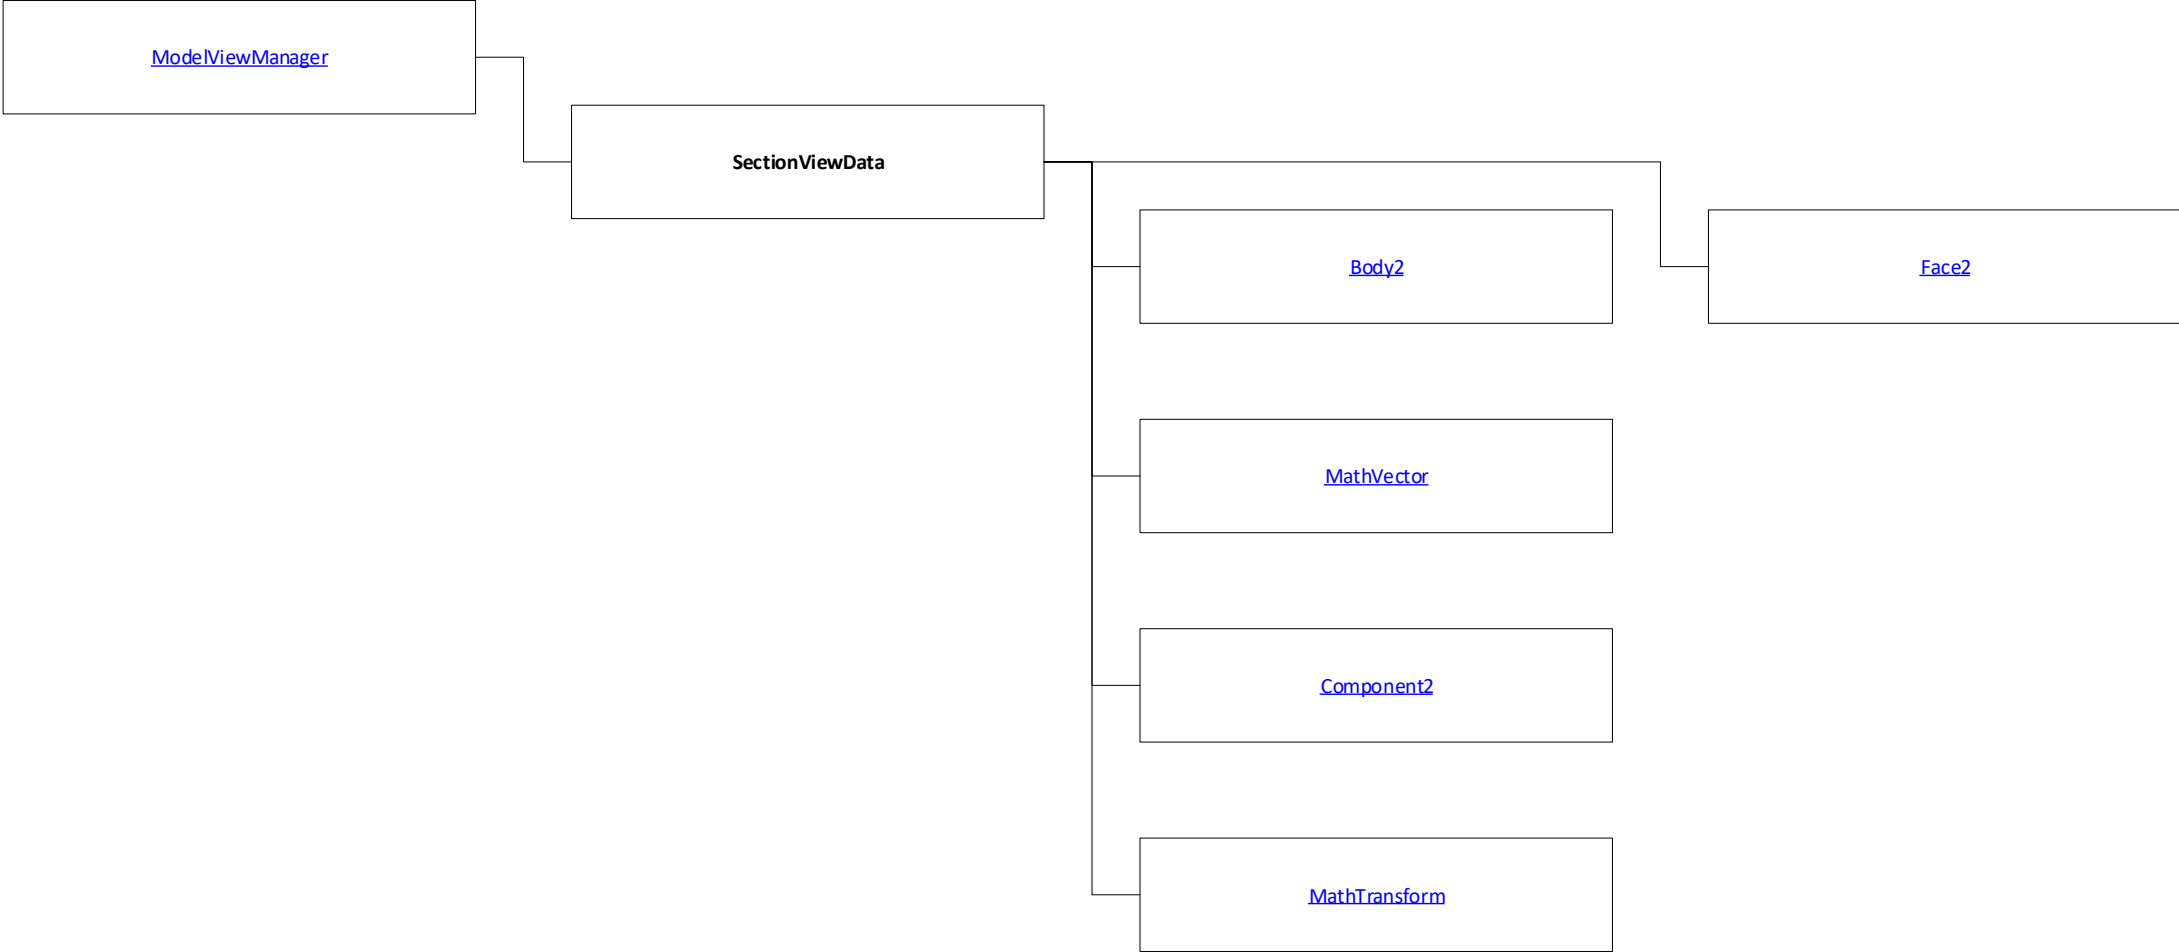 ModelViewManager
SectionViewData
Body2
Face2
MathVector
Component2
MathTransform